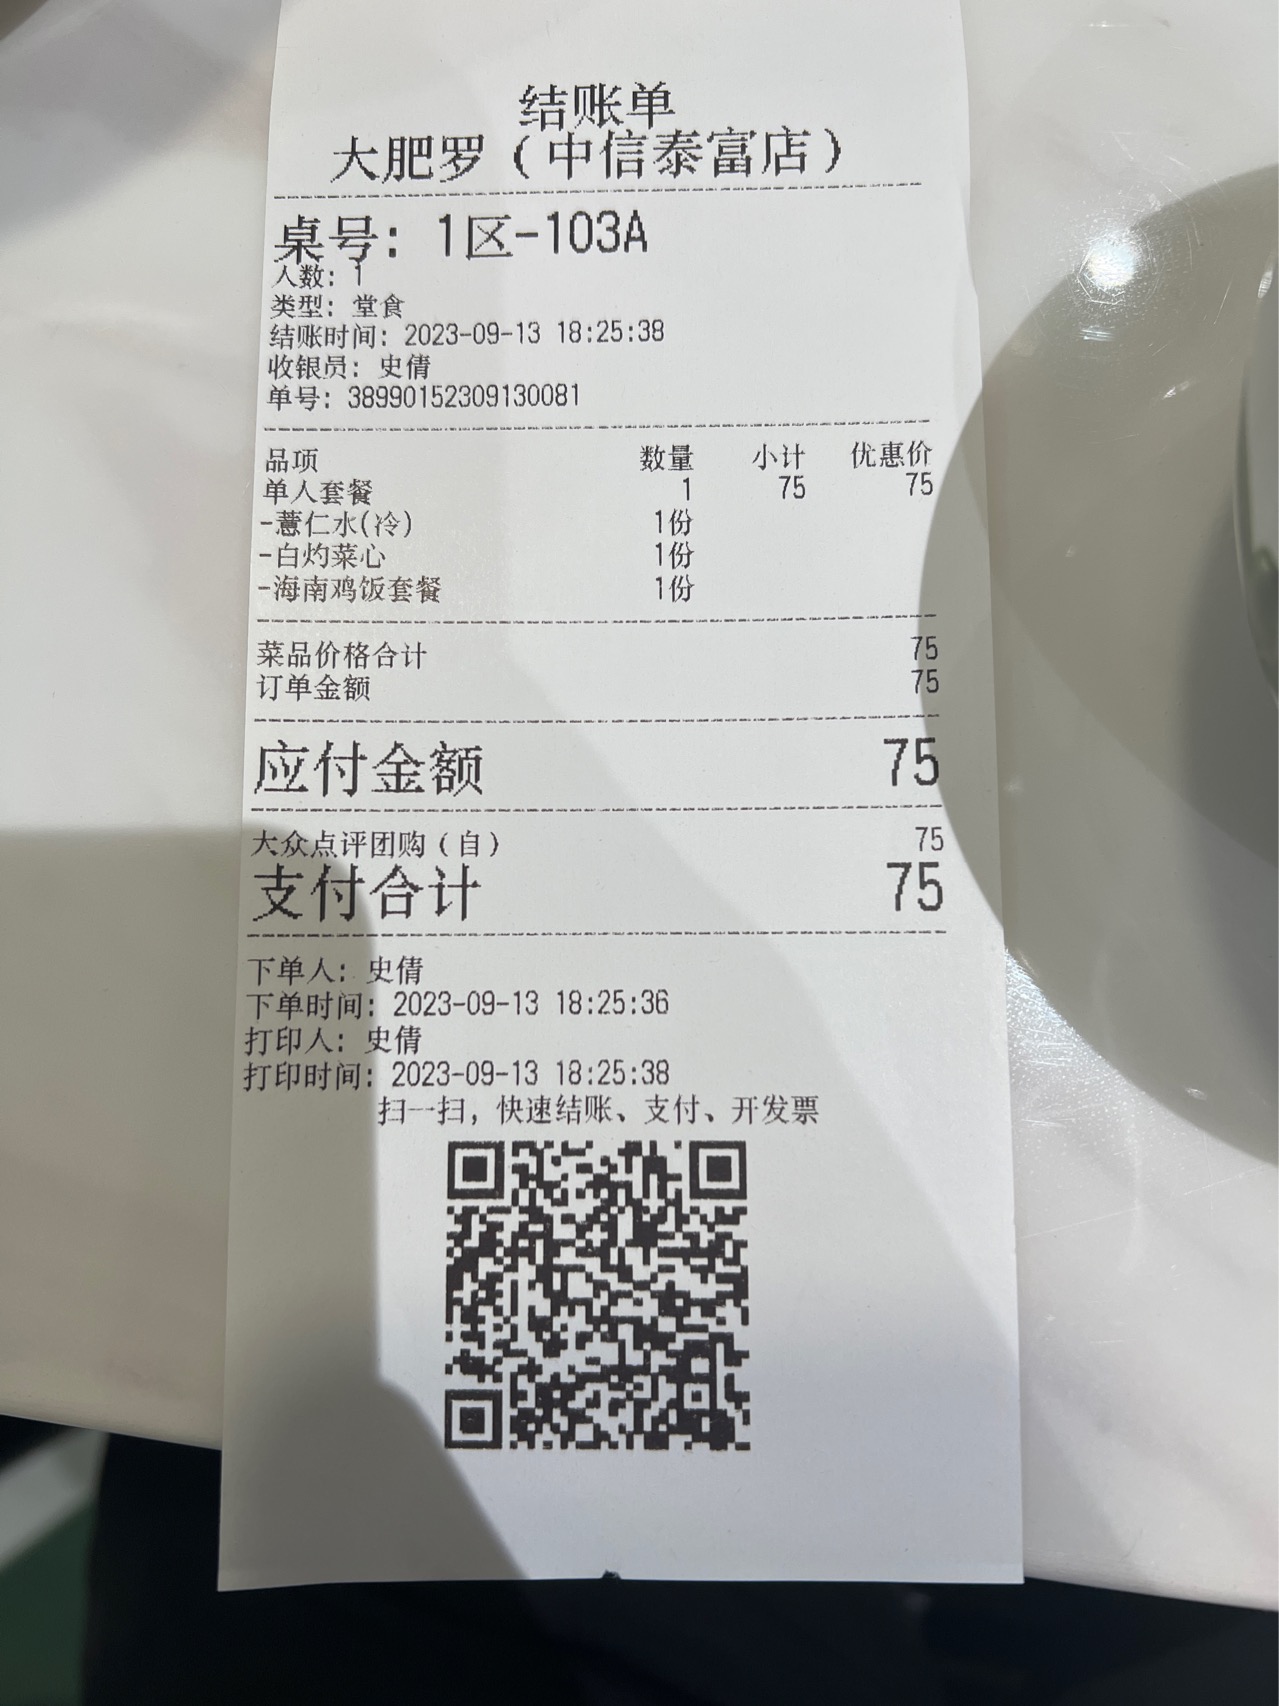 结账单
大肥罗（中信泰富店）
桌号：1区-103A
人数：1
类型：堂食
结账时间：2023-09-13 18:25:38
收银员：史倩
单号：38990152309130081
品项 数量 小计 优惠价
单人套餐 1 75 75
-薏仁水(冷) 1份
-白灼菜心 1份
-海南鸡饭套餐 1份
菜品价格合计 75
订单金额 75
应付金额 75
大众点评团购（自） 75
支付合计 75
下单人：史倩
下单时间：2023-09-13 18:25:36
打印人：史倩
打印时间：2023-09-13 18:25:38
扫一扫，快速结账、支付、开发票